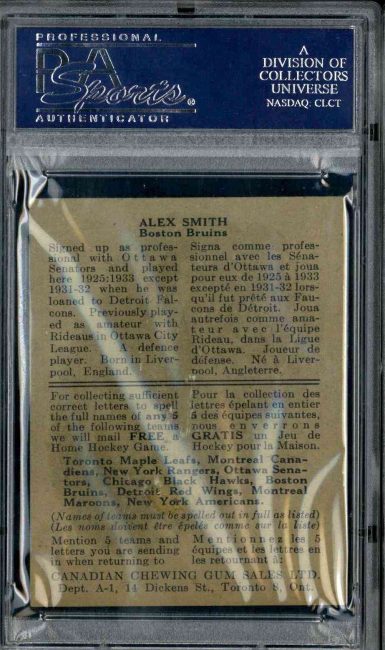 PROFESSIONAL
PSA
Sports ®
AUTHENTICATOR
A
DIVISION OF
COLLECTORS
UNIVERSE
NASDAQ: CLCT
ALEX SMITH
Boston Bruins
Signed up as profes-
sional with Ottawa
Senators and played
here 1925:1933 except
1931-32 when he was
loaned to Detroit Fal-
cons. Previously play-
ed as amateur with
Rideaus in Ottawa City
League. A defence
player. Born in Liver-
pool, England.
Signa comme profes-
sionnel avec les Séna-
teurs d'Ottawa et joua
pour eux de 1925 à 1933
excepté en 1931-32 lors-
qu'il fut prêté aux Fau-
cons de Détroit. Jous
autrefois comme ama-
teur avec l'équipe
Rideau, dans la Ligue
d'Ottawa. Joueur de
défense. Né à Liver-
pool, Angleterre.
For collecting sufficient
correct letters to spell
the full names of any 5
of the following teams
we will mail FREE a
Home Hockey Game.
Pour la collection des
lettres épelant en entier
5 des équipes suivantes,
nous enverrons
GRATIS un Jeu de
Hockey pour la Maison.
Toronto Maple Leafs, Montreal Cana-
diens, New York Rangers, Ottawa Sena-
tors, Chicago Black Hawks, Boston
Bruins, Detroit Red Wings, Montreal
Maroons, New York Americans.
(Names of teams must be spelled out in full as listed)
(Les noms doivent être épelés comme sur la liste)
Mention 5 teams and
letters you are sending
in when returning to
Mentionnez les 5
équipes et les lettres en
les retournant à:
CANADIAN CHEWING GUM SALES LTD.
Dept. A-1, 14 Dickens St., Toronto 8, Ont.